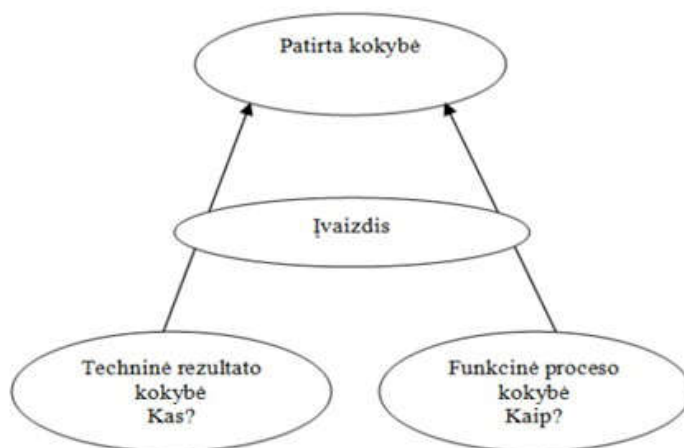 Patirta kokybė
Įvaizdis
Techninė rezultato
kokybė
Kas?
Funkcinė proceso
kokybė
Kaip?